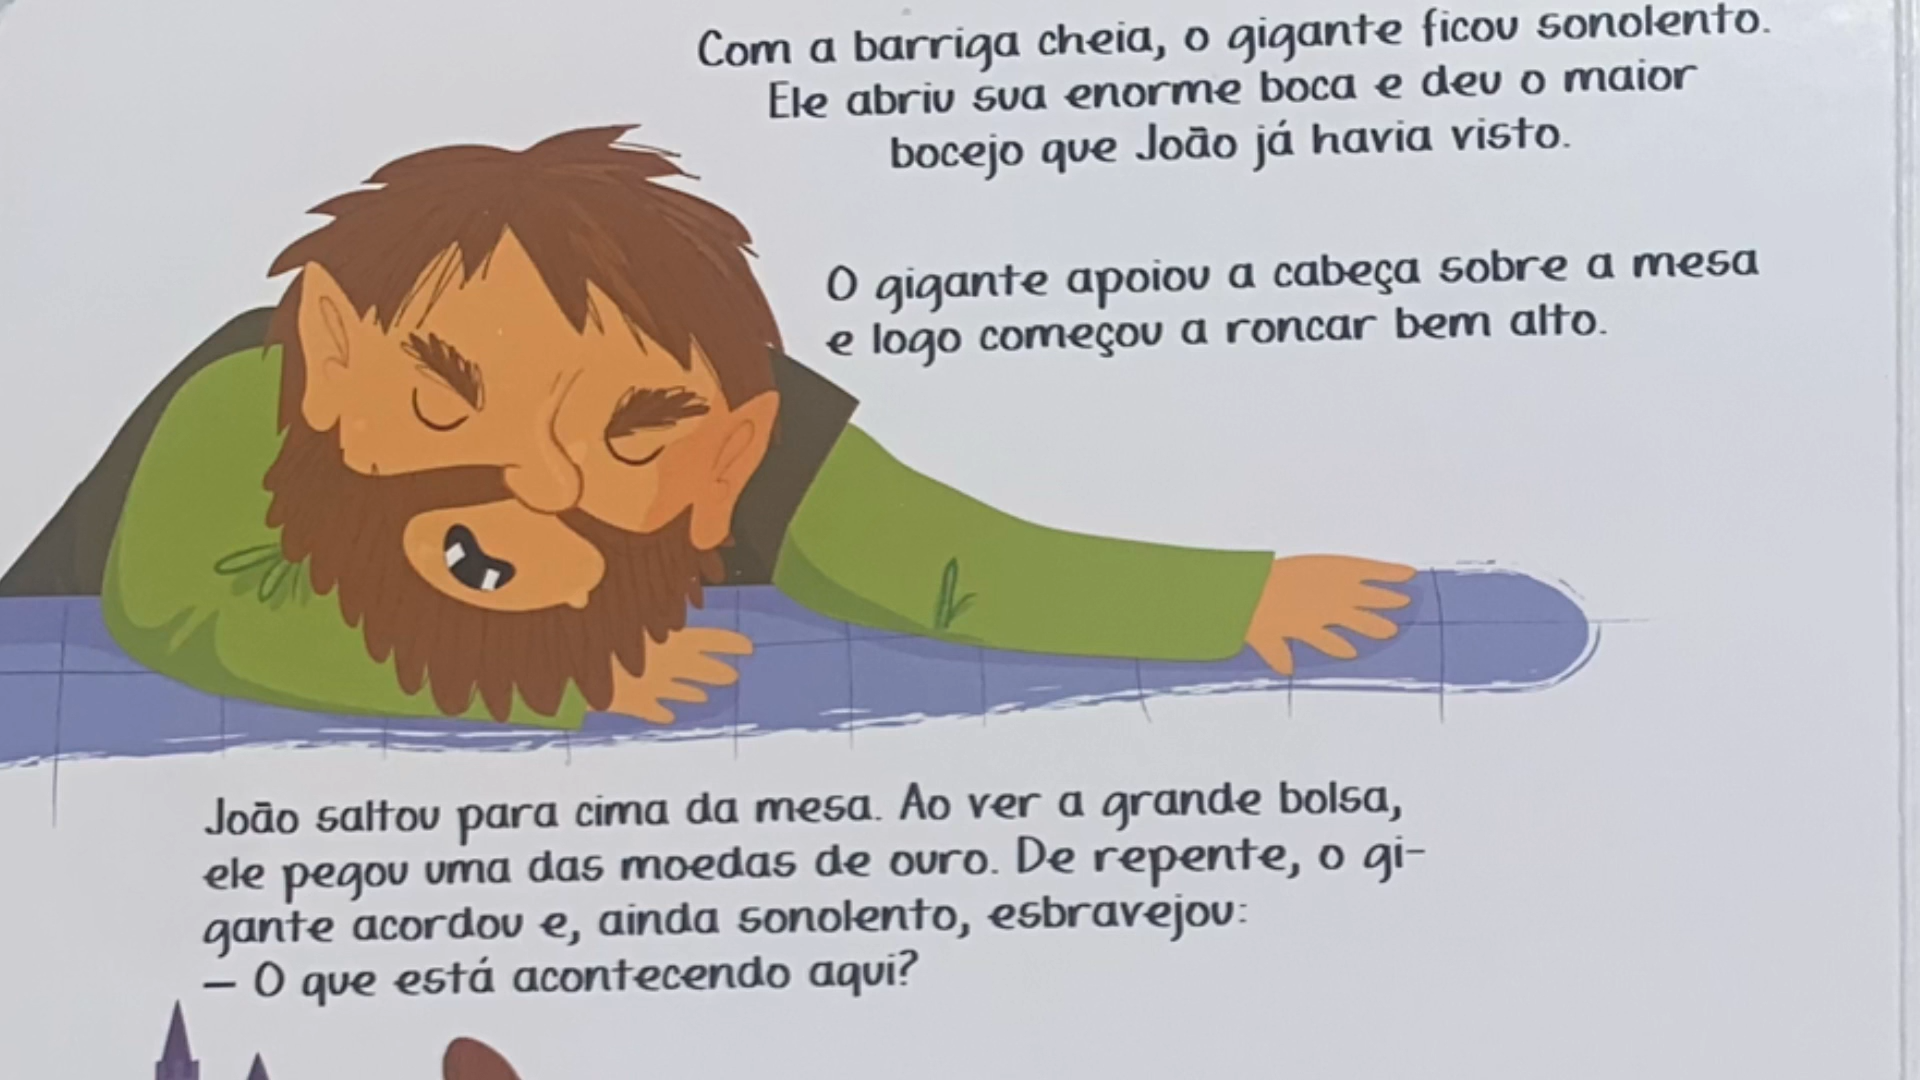 Com a barriga cheia, o gigante ficou sonolento.
Ele abriu sua enorme boca e deu o maior
bocejo que João já havia visto.
O gigante apoiou a cabeça sobre a mesa
e logo começou a roncar bem alto.
João saltou para cima da mesa. Ao ver a grande bolsa,
ele pegou uma das moedas de ouro. De repente, o gi-
gante acordou e, ainda sonolento, esbravejou:
— O que está acontecendo aqui?